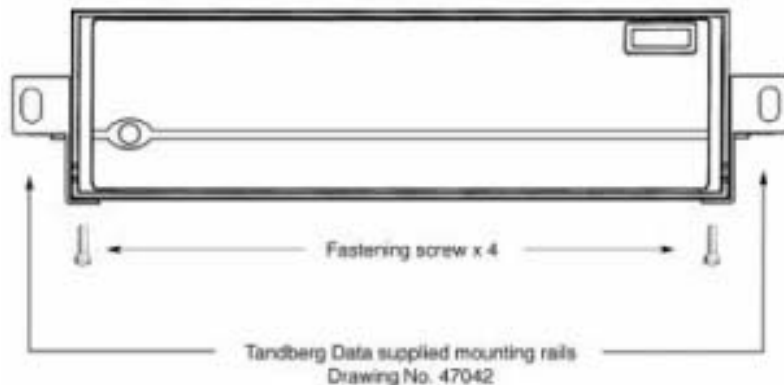 Fastening screw x 4
Tandberg Data supplied mounting rails
Drawing No. 47042